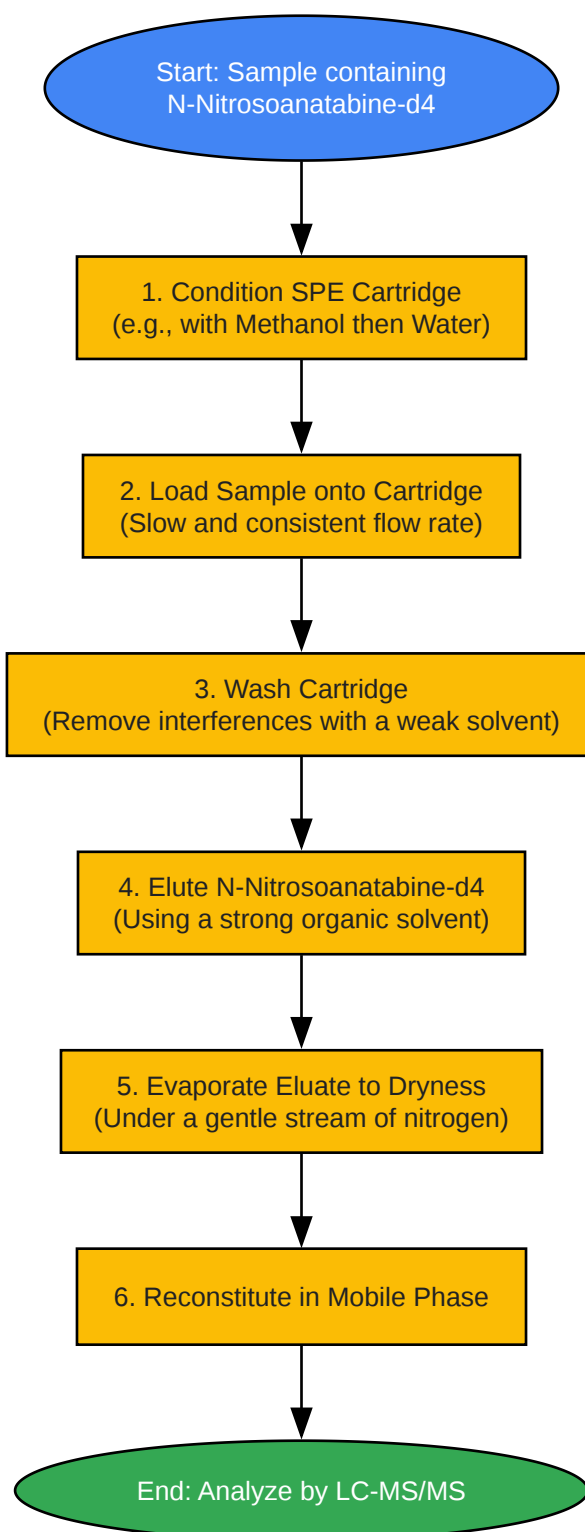 Start: Sample containing
N-Nitrosoanatabine-d4
1. Condition SPE Cartridge
(e.g., with Methanol then Water)
2. Load Sample onto Cartridge
(Slow and consistent flow rate)
3. Wash Cartridge
(Remove interferences with a weak solvent)
4. Elute N-Nitrosoanatabine-d4
(Using a strong organic solvent)
5. Evaporate Eluate to Dryness
(Under a gentle stream of nitrogen)
6. Reconstitute in Mobile Phase
End: Analyze by LC-MS/MS